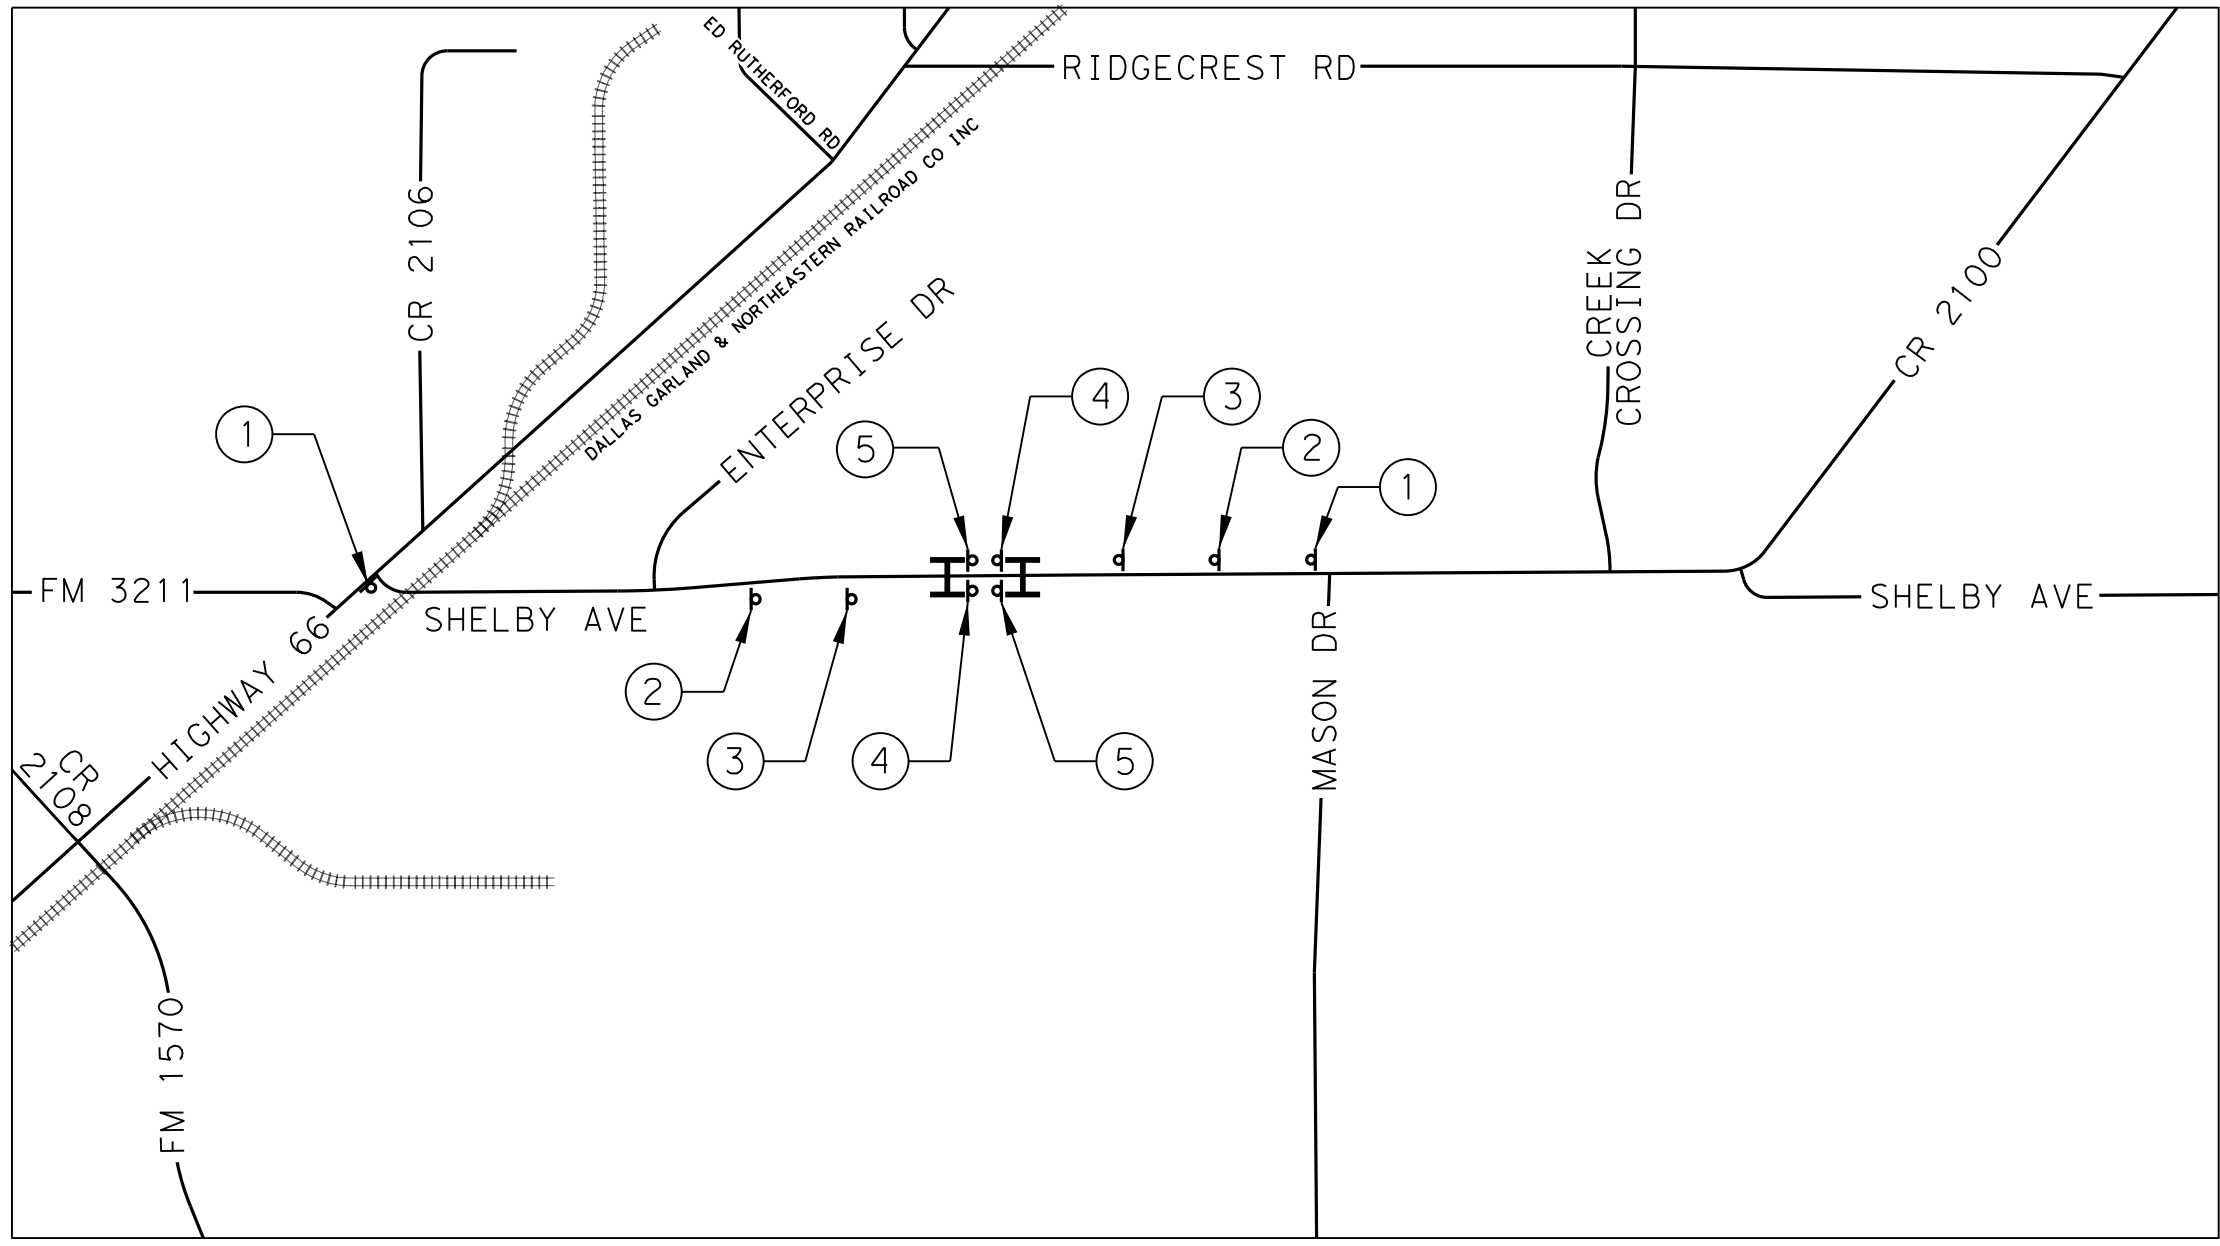 ED RUTHERFORD RD
RIDGECREST RD
DALLAS GARLAND & NORTHEASTERN RAILROAD CO INC
CR 2106
CREEK
CROSSING DR
CR 2100
ENTERPRISE DR
1
5
4
3
2
1
FM 3211
SHELBY AVE
SHELBY AVE
HIGHWAY 66
MASON DR
2
3
4
5
CR
2108
FM 1570